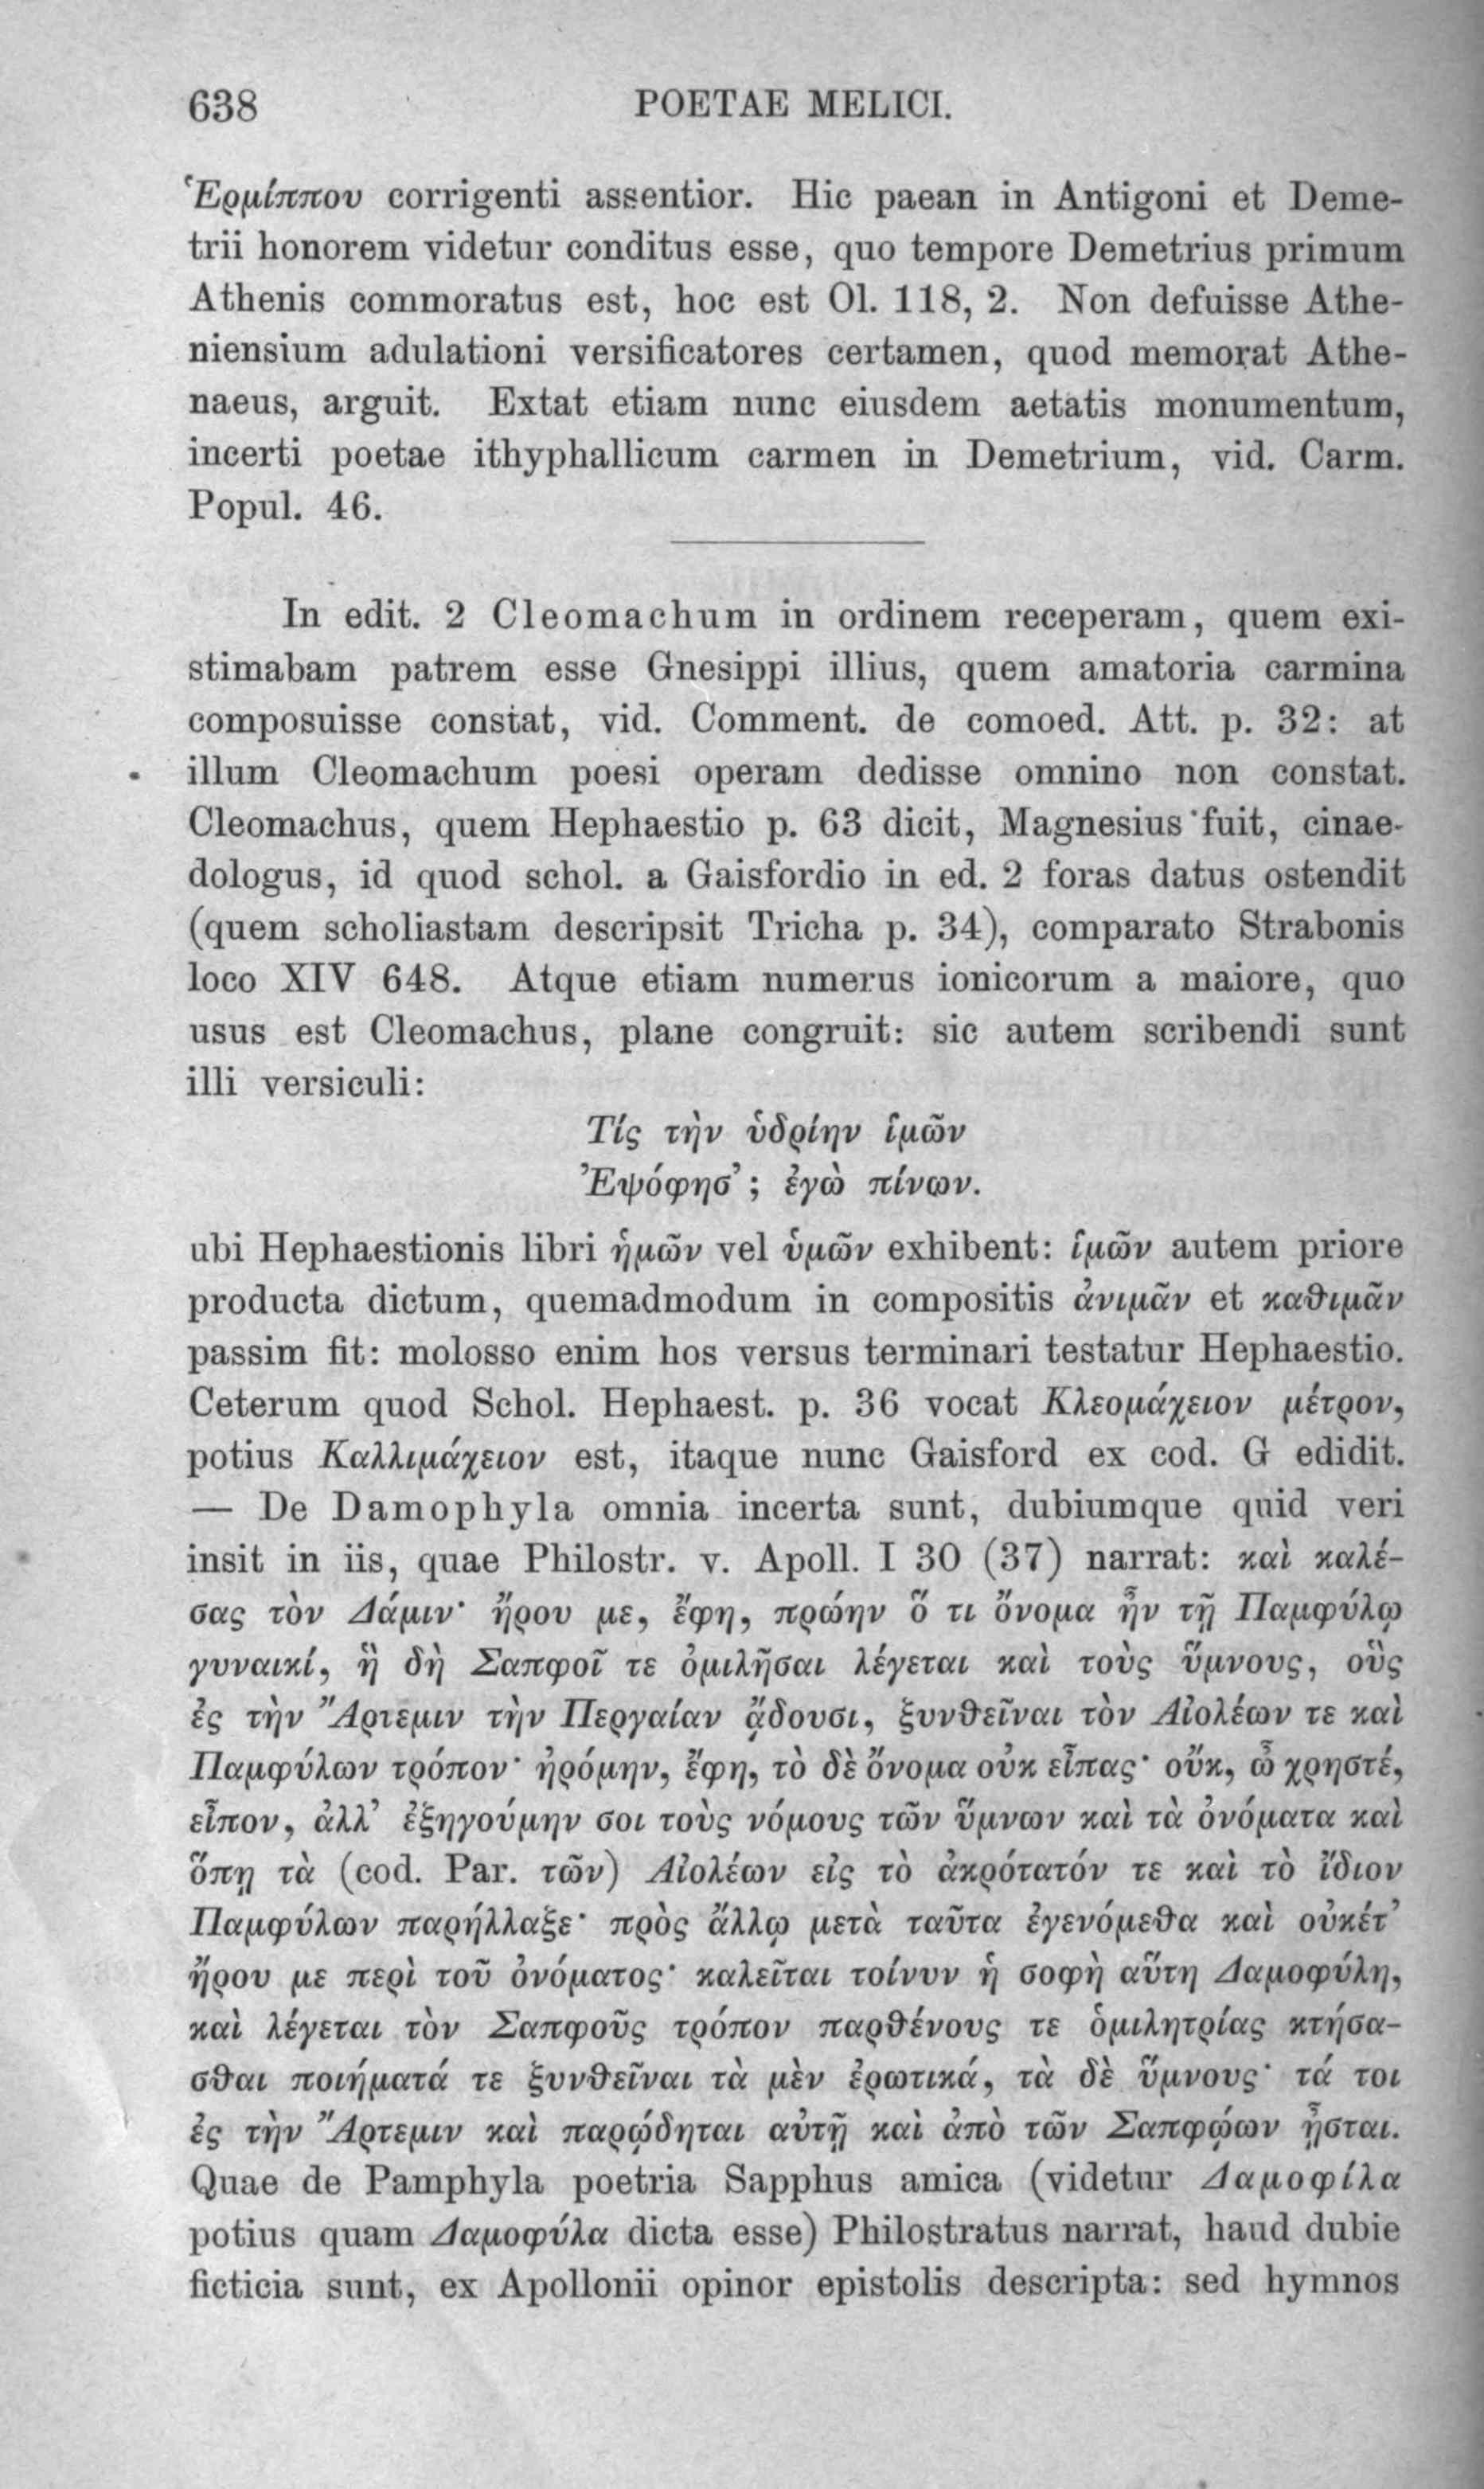 638 POETAE MELICI.
Ἑρμίππου corrigenti assentior. Hic paean in Antigoni et Deme-
trii honorem videtur conditus esse, quo tempore Demetrius primum
Athenis commoratus est, hoc est Ol. 118, 2. Non defuisse Athe-
niensium adulationi versificatores certamen, quod memorat Athe-
naeus, arguit. Extat etiam nunc eiusdem aetatis monumentum,
incerti poetae ithyphallicum carmen in Demetrium, vid. Carm.
Popul. 46.
In edit. 2 Cleomachum in ordinem receperam, quem exi-
stimabam patrem esse Gnesippi illius, quem amatoria carmina
composuisse constat, vid. Comment. de comoed. Att. p. 32: at
illum Cleomachum poesi operam dedisse omnino non constat.
Cleomachus, quem Hephaestio p. 63 dicit, Magnesius fuit, cinae-
dologus, id quod schol. a Gaisfordio in ed. 2 foras datus ostendit
(quem scholiastam descripsit Tricha p. 34), comparato Strabonis
loco XIV 648. Atque etiam numerus ionicorum a maiore, quo
usus est Cleomachus, plane congruit: sic autem scribendi sunt
illi versiculi:
Τίς τὴν ὑδρίην ἱμῶν
Ἐψόφησ’; ἐγὼ πίνων.
ubi Hephaestionis libri ἡμῶν vel ὑμῶν exhibent: ἱμῶν autem priore
producta dictum, quemadmodum in compositis ἀνιμᾶν et καθιμᾶν
passim fit: molosso enim hos versus terminari testatur Hephaestio.
Ceterum quod Schol. Hephaest. p. 36 vocat Κλεομάχειον μέτρον,
potius Καλλιμάχειον est, itaque nunc Gaisford ex cod. G edidit.
— De Damophyla omnia incerta sunt, dubiumque quid veri
insit in iis, quae Philostr. v. Apoll. I 30 (37) narrat: καὶ καλέ-
σας τὸν Δάμιν· ἤρου με, ἔφη, πρώην ὅ τι ὄνομα ἦν τῇ Παμφύλῳ
γυναικί, ἣ δὴ Σαπφοῖ τε ὁμιλῆσαι λέγεται καὶ τοὺς ὕμνους, οὓς
ἐς τὴν Ἄρτεμιν τὴν Περγαίαν ᾄδουσι, ξυνθεῖναι τὸν Αἰολέων τε καὶ
Παμφύλων τρόπον· ἠρόμην, ἔφη, τὸ δὲ ὄνομα οὐκ εἶπας· οὔκ, ὦ χρηστέ,
εἶπον, ἀλλ’ ἐξηγούμην σοι τοὺς νόμους τῶν ὕμνων καὶ τὰ ὀνόματα καὶ
ὅπῃ τὰ (cod. Par. τῶν) Αἰολέων εἰς τὸ ἀκρότατόν τε καὶ τὸ ἴδιον
Παμφύλων παρήλλαξε· πρὸς ἄλλῳ μετὰ ταῦτα ἐγενόμεθα καὶ οὐκέτ’
ἤρου με περὶ τοῦ ὀνόματος· καλεῖται τοίνυν ἡ σοφὴ αὕτη Δαμοφύλη,
καὶ λέγεται τὸν Σαπφοῦς τρόπον παρθένους τε ὁμιλητρίας κτήσα-
σθαι ποιήματά τε ξυνθεῖναι τὰ μὲν ἐρωτικά, τὰ δὲ ὕμνους· τά τοι
ἐς τὴν Ἄρτεμιν καὶ παρῴδηται αὐτῇ καὶ ἀπὸ τῶν Σαπφῴων ᾖσται.
Quae de Pamphyla poetria Sapphus amica (videtur Δαμοφίλα
potius quam Δαμοφύλα dicta esse) Philostratus narrat, haud dubie
ficticia sunt, ex Apollonii opinor epistolis descripta: sed hymnos